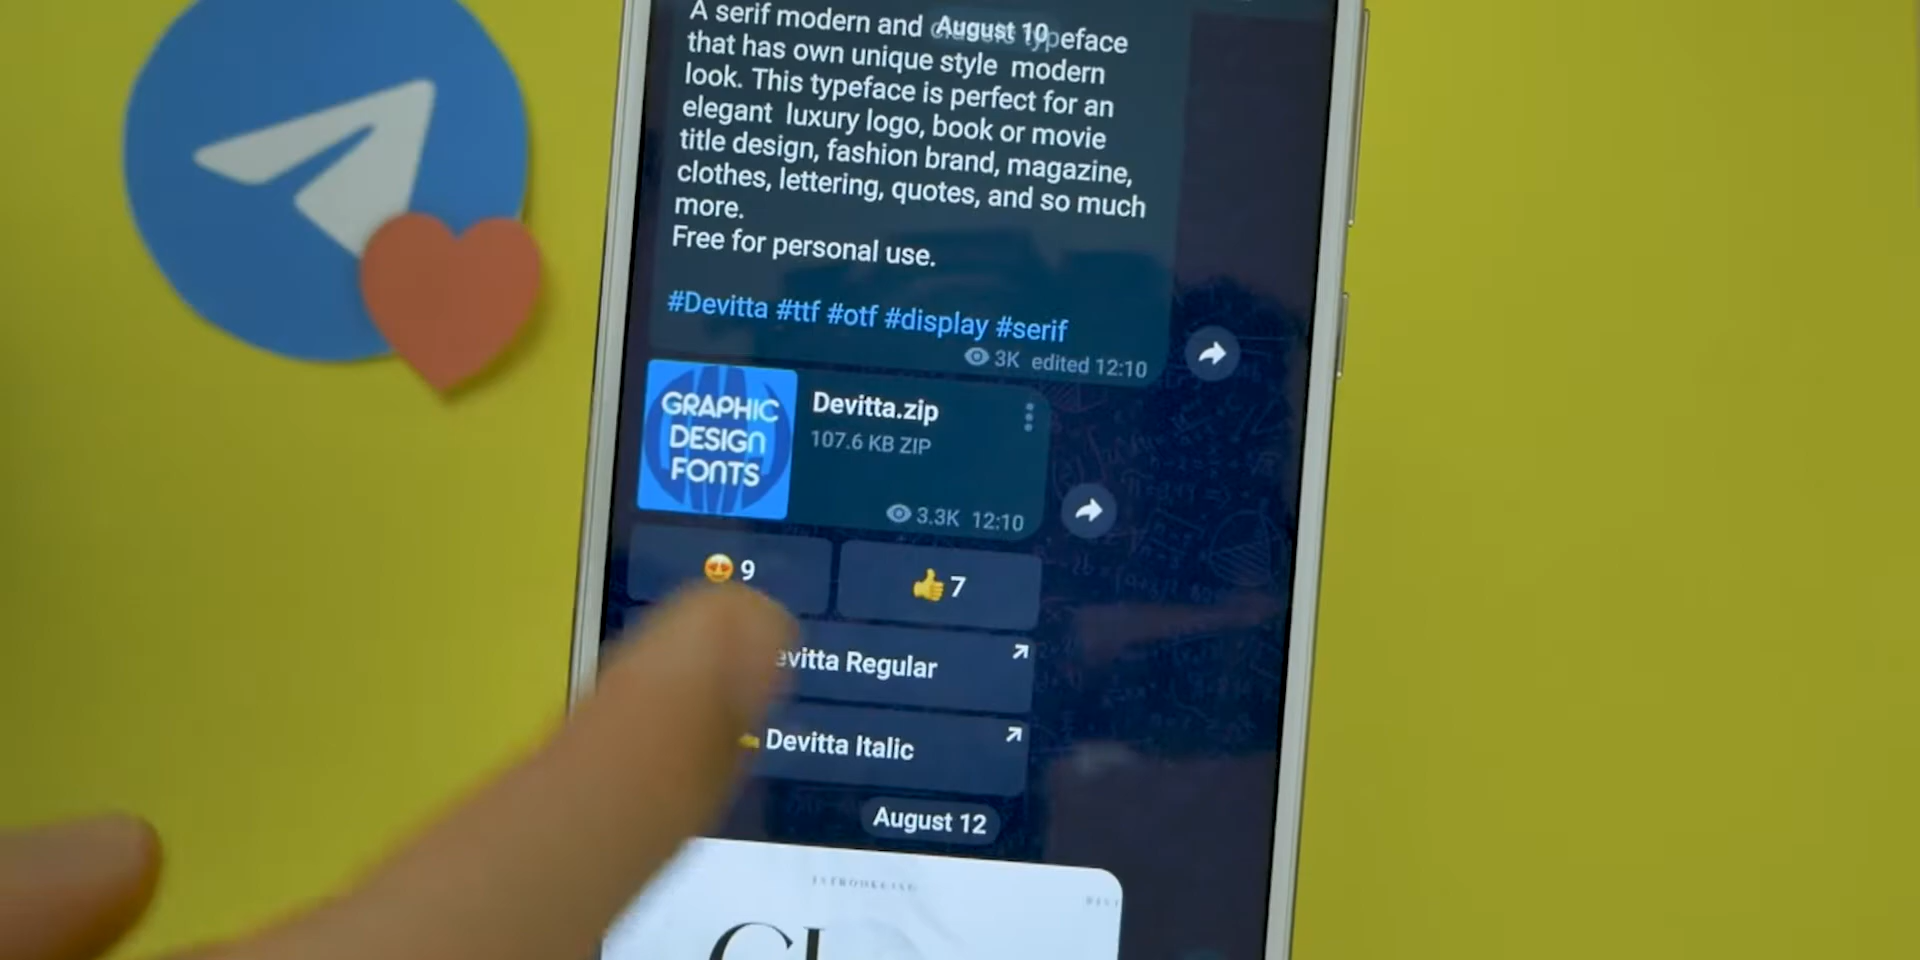 A serif modern and classic typeface
August 10
that has own unique style modern
look. This typeface is perfect for an
elegant luxury logo, book or movie
title design, fashion brand, magazine,
clothes, lettering, quotes, and so much
more.
Free for personal use.
#Devitta #ttf #otf #display #serif
3K edited 12:10
GRAPHIC
DESIGN
FONTS
Devitta.zip
107.6 KB ZIP
3.3K 12:10
😍 9
👍 7
evitta Regular
Devitta Italic
August 12